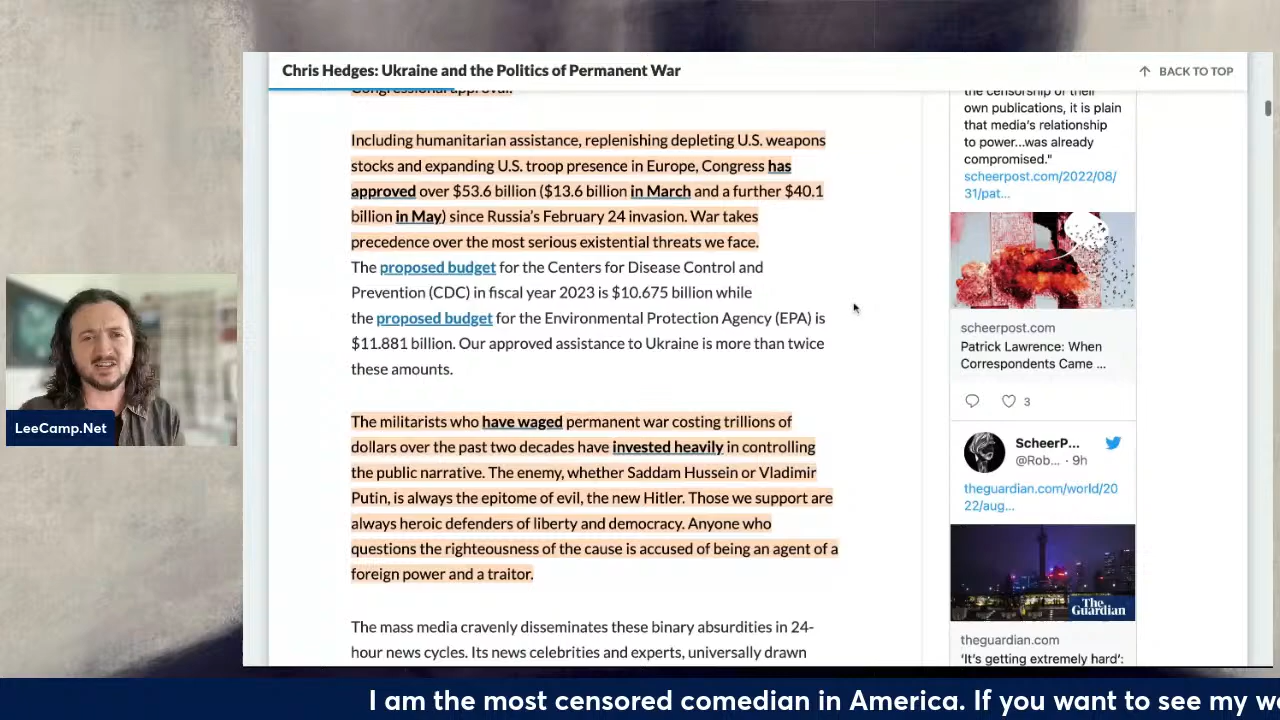 Chris Hedges: Ukraine and the Politics of Permanent War
BACK TO TOP
Congressional approval.
Including humanitarian assistance, replenishing depleting U.S. weapons
stocks and expanding U.S. troop presence in Europe, Congress has
approved over $53.6 billion ($13.6 billion in March and a further $40.1
billion in May) since Russia's February 24 invasion. War takes
precedence over the most serious existential threats we face.
The proposed budget for the Centers for Disease Control and
Prevention (CDC) in fiscal year 2023 is $10.675 billion while
the proposed budget for the Environmental Protection Agency (EPA) is
$11.881 billion. Our approved assistance to Ukraine is more than twice
these amounts.
The militarists who have waged permanent war costing trillions of
dollars over the past two decades have invested heavily in controlling
the public narrative. The enemy, whether Saddam Hussein or Vladimir
Putin, is always the epitome of evil, the new Hitler. Those we support are
always heroic defenders of liberty and democracy. Anyone who
questions the righteousness of the cause is accused of being an agent of a
foreign power and a traitor.
The mass media cravenly disseminates these binary absurdities in 24-
hour news cycles. Its news celebrities and experts, universally drawn
the censorship of their
own publications, it is plain
that media's relationship
to power...was already
compromised."
scheerpost.com/2022/08/
31/pat...
scheerpost.com
Patrick Lawrence: When
Correspondents Came ...
3
ScheerP...
@Rob... · 9h
theguardian.com/world/20
22/aug...
The
Guardian
theguardian.com
'It's getting extremely hard':
LeeCamp.Net
I am the most censored comedian in America. If you want to see my w